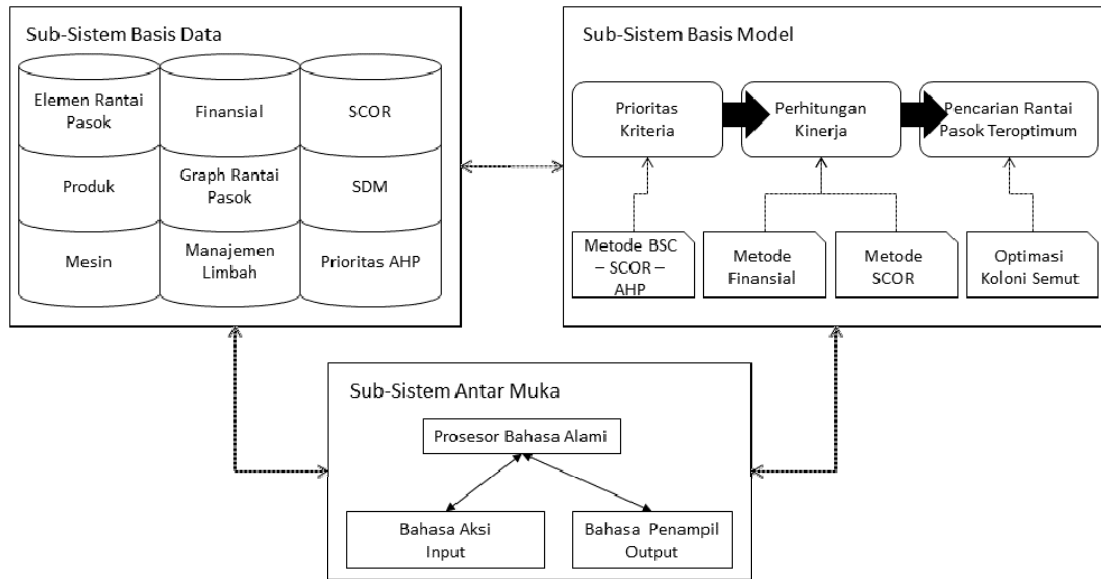 Sub-Sistem Basis Data
Elemen Rantai
Pasok
Finansial
SCOR
Produk
Graph Rantai
Pasok
SDM
Mesin
Manajemen
Limbah
Prioritas AHP
Sub-Sistem Basis Model
Prioritas
Kriteria
Perhitungan
Kinerja
Pencarian Rantai
Pasok Teroptimum
Metode BSC
– SCOR –
AHP
Metode
Finansial
Metode
SCOR
Optimasi
Koloni Semut
Sub-Sistem Antar Muka
Prosesor Bahasa Alami
Bahasa Aksi
Input
Bahasa Penampil
Output